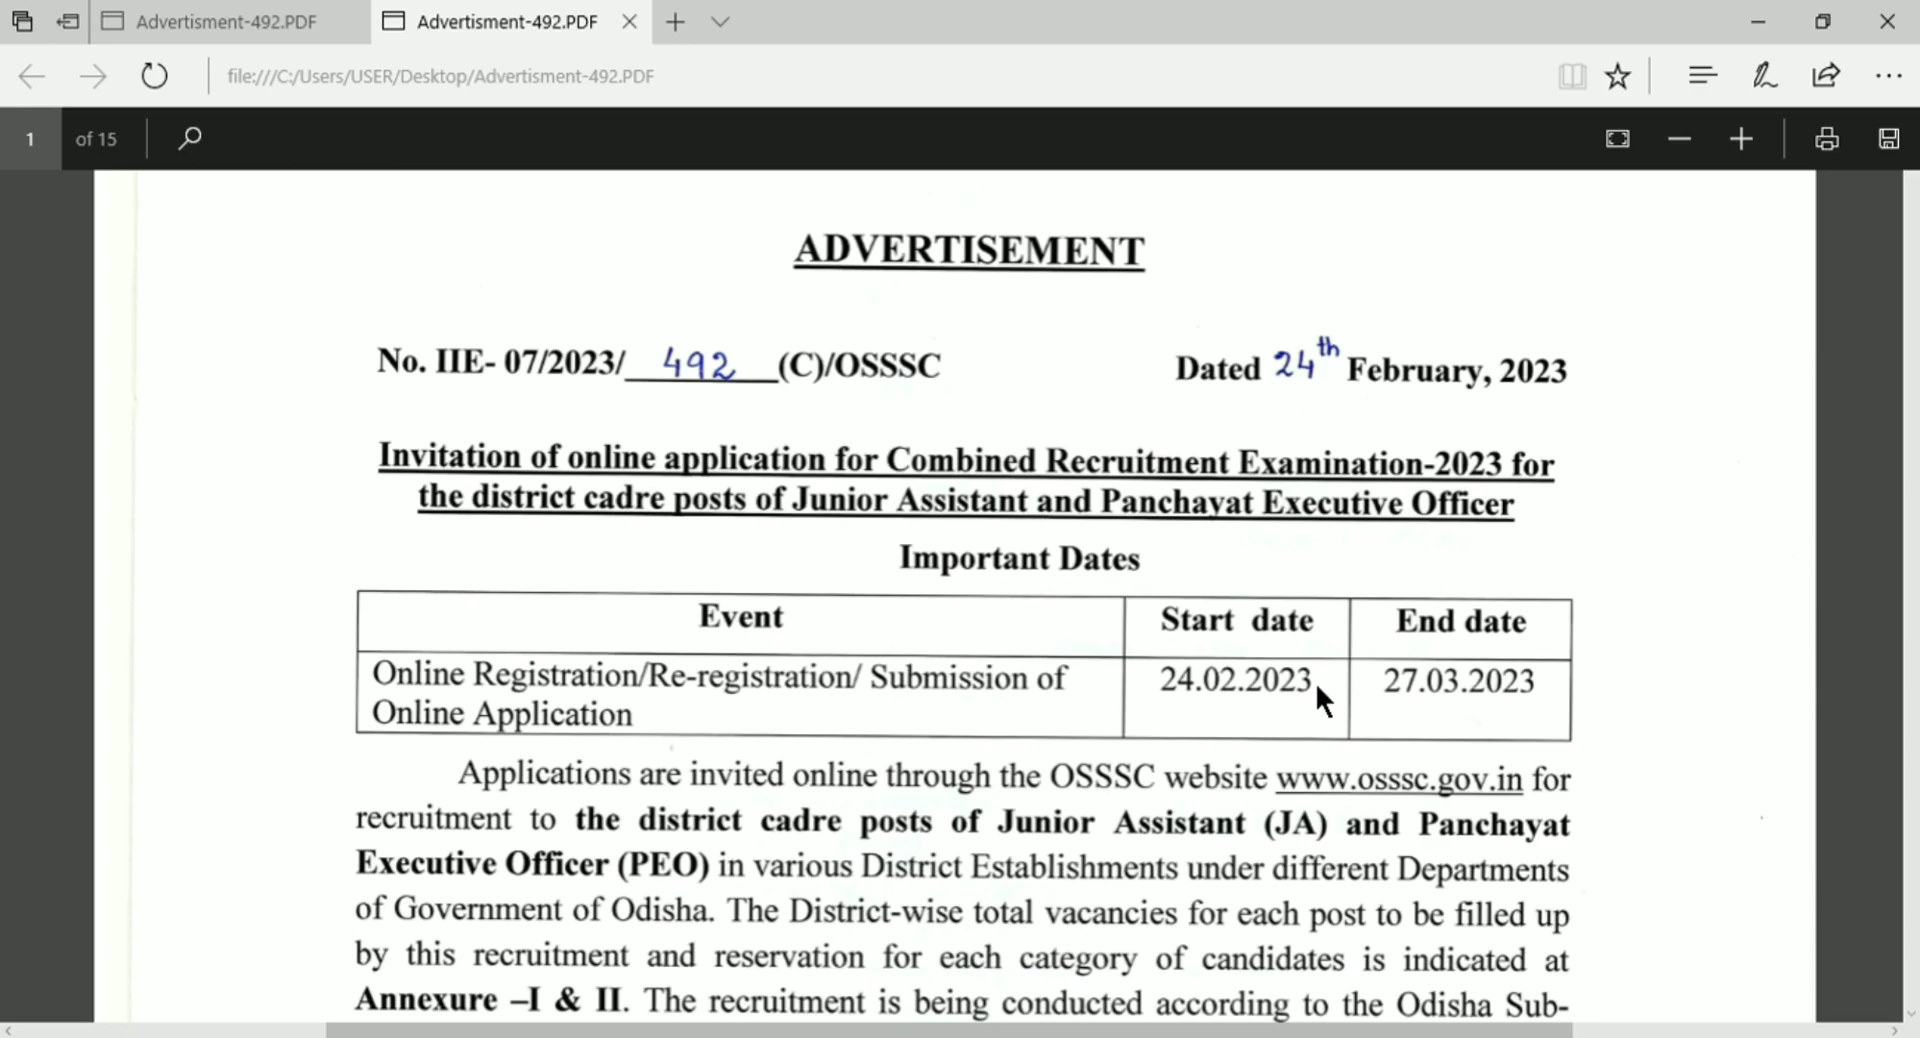 Advertisment-492.PDF
Advertisment-492.PDF
file:///C:/Users/USER/Desktop/Advertisment-492.PDF
1 of 15
ADVERTISEMENT
No. IIE- 07/2023/ 492 (C)/OSSSC Dated 24th February, 2023
Invitation of online application for Combined Recruitment Examination-2023 for
the district cadre posts of Junior Assistant and Panchayat Executive Officer
Important Dates
Event Start date End date
Online Registration/Re-registration/ Submission of 24.02.2023 27.03.2023
Online Application
Applications are invited online through the OSSSC website www.osssc.gov.in for
recruitment to the district cadre posts of Junior Assistant (JA) and Panchayat
Executive Officer (PEO) in various District Establishments under different Departments
of Government of Odisha. The District-wise total vacancies for each post to be filled up
by this recruitment and reservation for each category of candidates is indicated at
Annexure –I & II. The recruitment is being conducted according to the Odisha Sub-